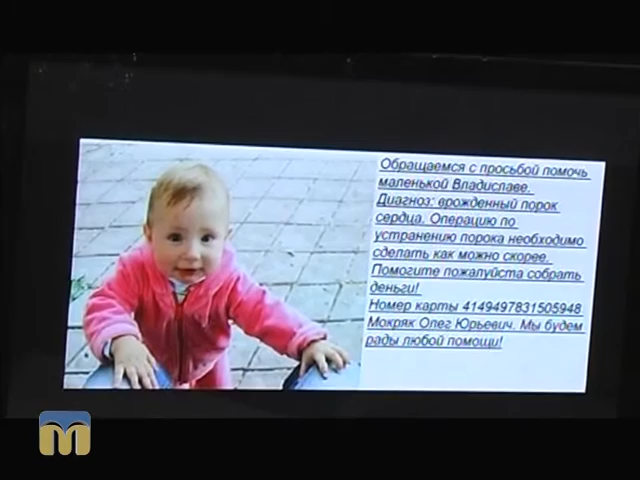 Обращаемся с просьбой помочь
маленькой Владиславе.
Диагноз: врожденный порок
сердца. Операцию по
устранению порока необходимо
сделать как можно скорее.
Помогите пожалуйста собрать
деньги!
Номер карты 4149497831505948
Мокряк Олег Юрьевич. Мы будем
рады любой помощи!
M